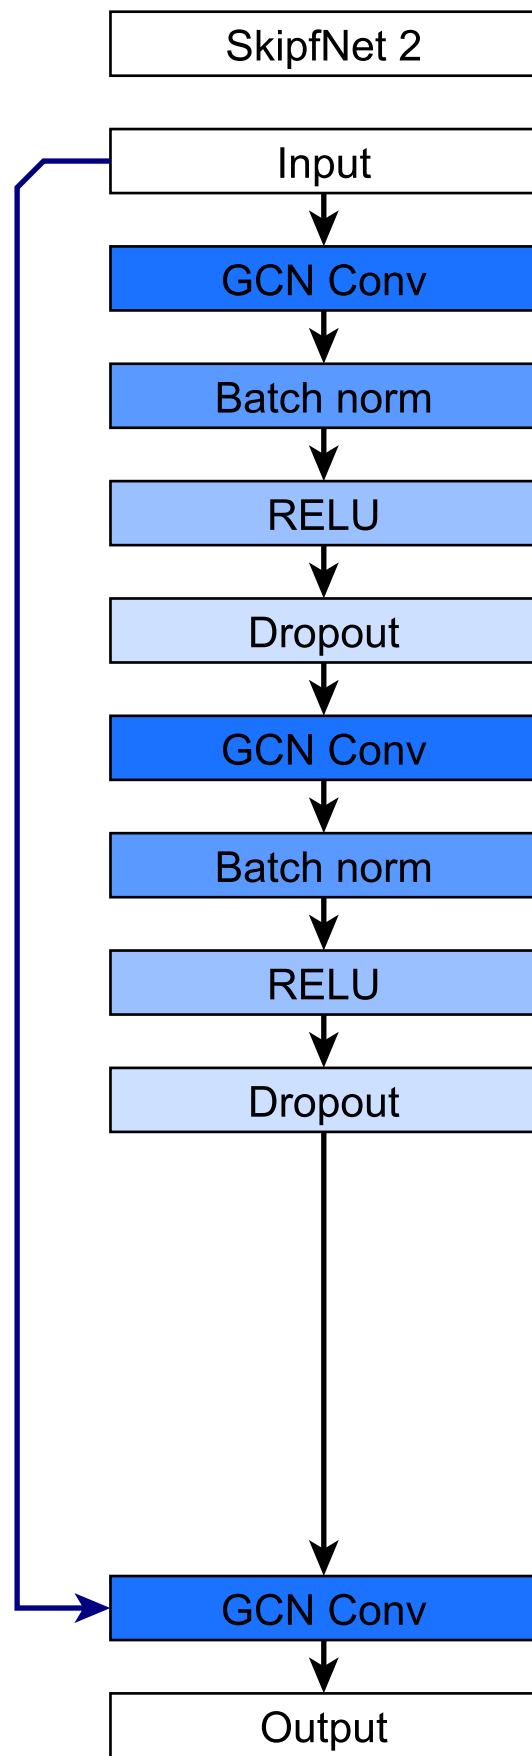 SkipfNet 2
Input
GCN Conv
Batch norm
RELU
Dropout
GCN Conv
Batch norm
RELU
Dropout
GCN Conv
Output